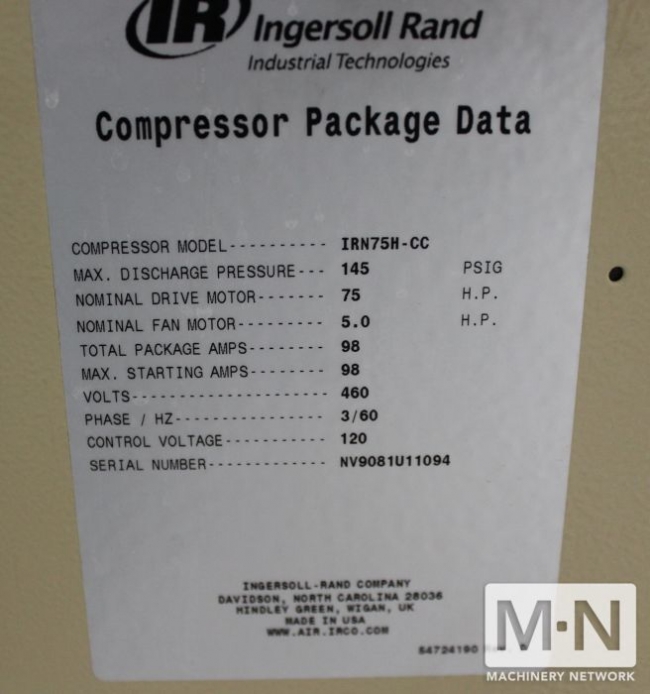 IR Ingersoll Rand
Industrial Technologies
Compressor Package Data
COMPRESSOR MODEL---------- IRN75H-CC
MAX. DISCHARGE PRESSURE--- 145 PSIG
NOMINAL DRIVE MOTOR------- 75 H.P.
NOMINAL FAN MOTOR--------- 5.0 H.P.
TOTAL PACKAGE AMPS-------- 98
MAX. STARTING AMPS-------- 98
VOLTS--------------------- 460
PHASE / HZ---------------- 3/60
CONTROL VOLTAGE----------- 120
SERIAL NUMBER------------- NV9081U11094
INGERSOLL-RAND COMPANY
DAVIDSON, NORTH CAROLINA 28036
HINDLEY GREEN, WIGAN, UK
MADE IN USA
WWW.AIR.IRCO.COM
54724190
M·N
MACHINERY NETWORK